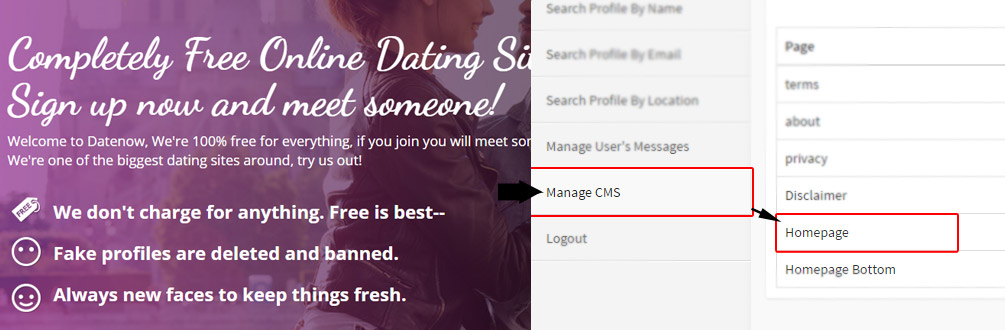 Completely Free Online Dating Si
Sign up now and meet someone!
Welcome to Datenow, We're 100% free for everything, if you join you will meet son
We're one of the biggest dating sites around, try us out!
FREE
We don't charge for anything. Free is best--
Fake profiles are deleted and banned.
Always new faces to keep things fresh.
Search Profile By Name
Search Profile By Email
Search Profile By Location
Manage User's Messages
Manage CMS
Logout
Page
terms
about
privacy
Disclaimer
Homepage
Homepage Bottom